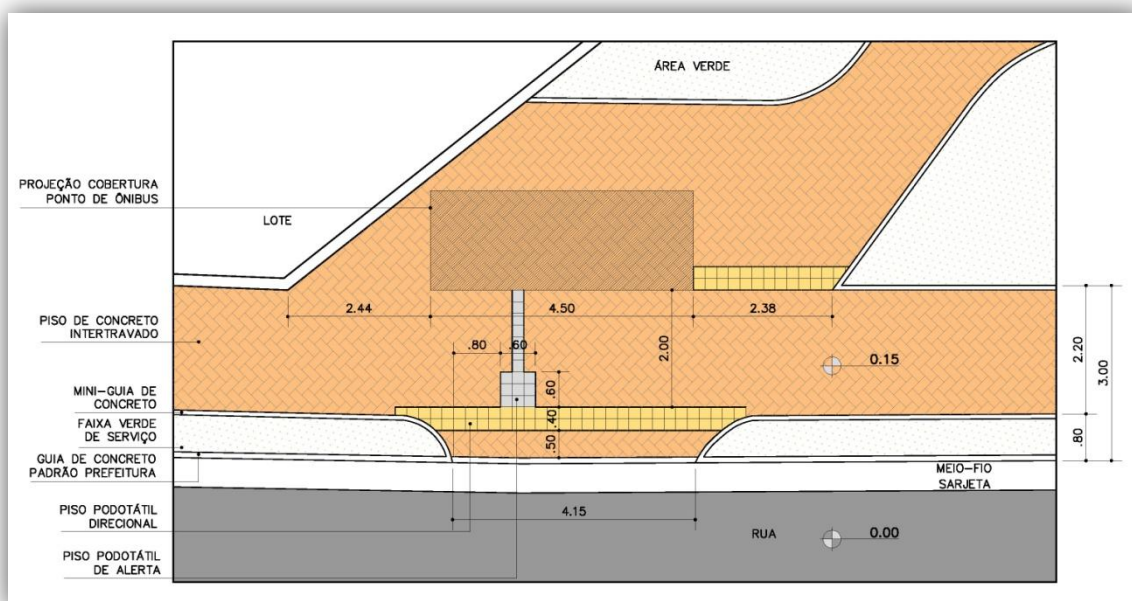 ÁREA VERDE
PROJEÇÃO COBERTURA
PONTO DE ÔNIBUS
LOTE
2.44
4.50
2.38
PISO DE CONCRETO
INTERTRAVADO
.80
.60
2.00
0.15
2.20
3.00
.60
MINI-GUIA DE
CONCRETO
FAIXA VERDE
DE SERVIÇO
.40
.50
.80
GUIA DE CONCRETO
PADRÃO PREFEITURA
MEIO-FIO
SARJETA
PISO PODOTÁTIL
DIRECIONAL
4.15
RUA
0.00
PISO PODOTÁTIL
DE ALERTA